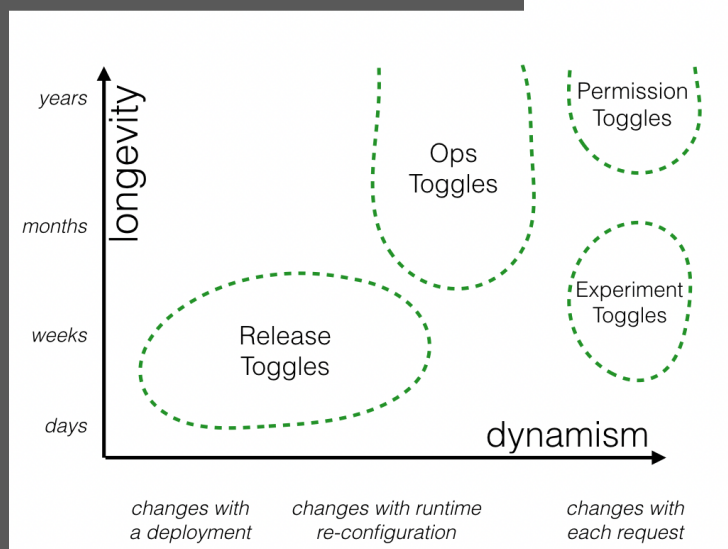 years
longevity
months
weeks
days
Ops
Toggles
Permission
Toggles
Experiment
Toggles
Release
Toggles
dynamism
changes with
a deployment
changes with runtime
re-configuration
changes with
each request